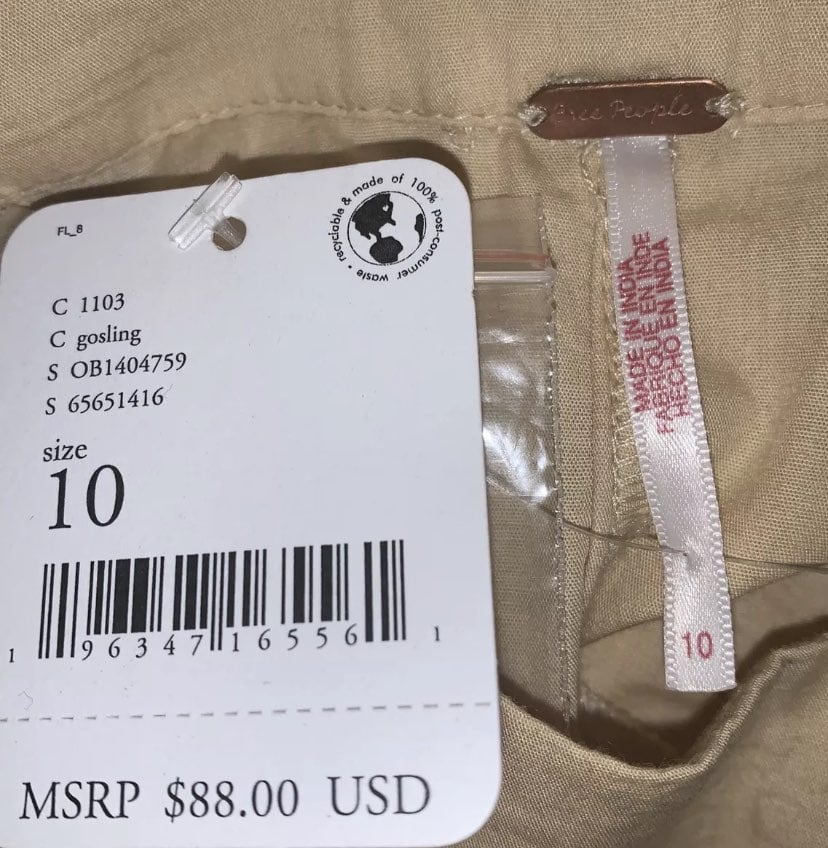 FL_8
recyclable & made of 100% post-consumer waste •
C 1103
C gosling
S OB1404759
S 65651416
size
10
1 96347 16556 1
MSRP $88.00 USD
Free People
MADE IN INDIA
FABRIQUE EN INDE
HECHO EN INDIA
10